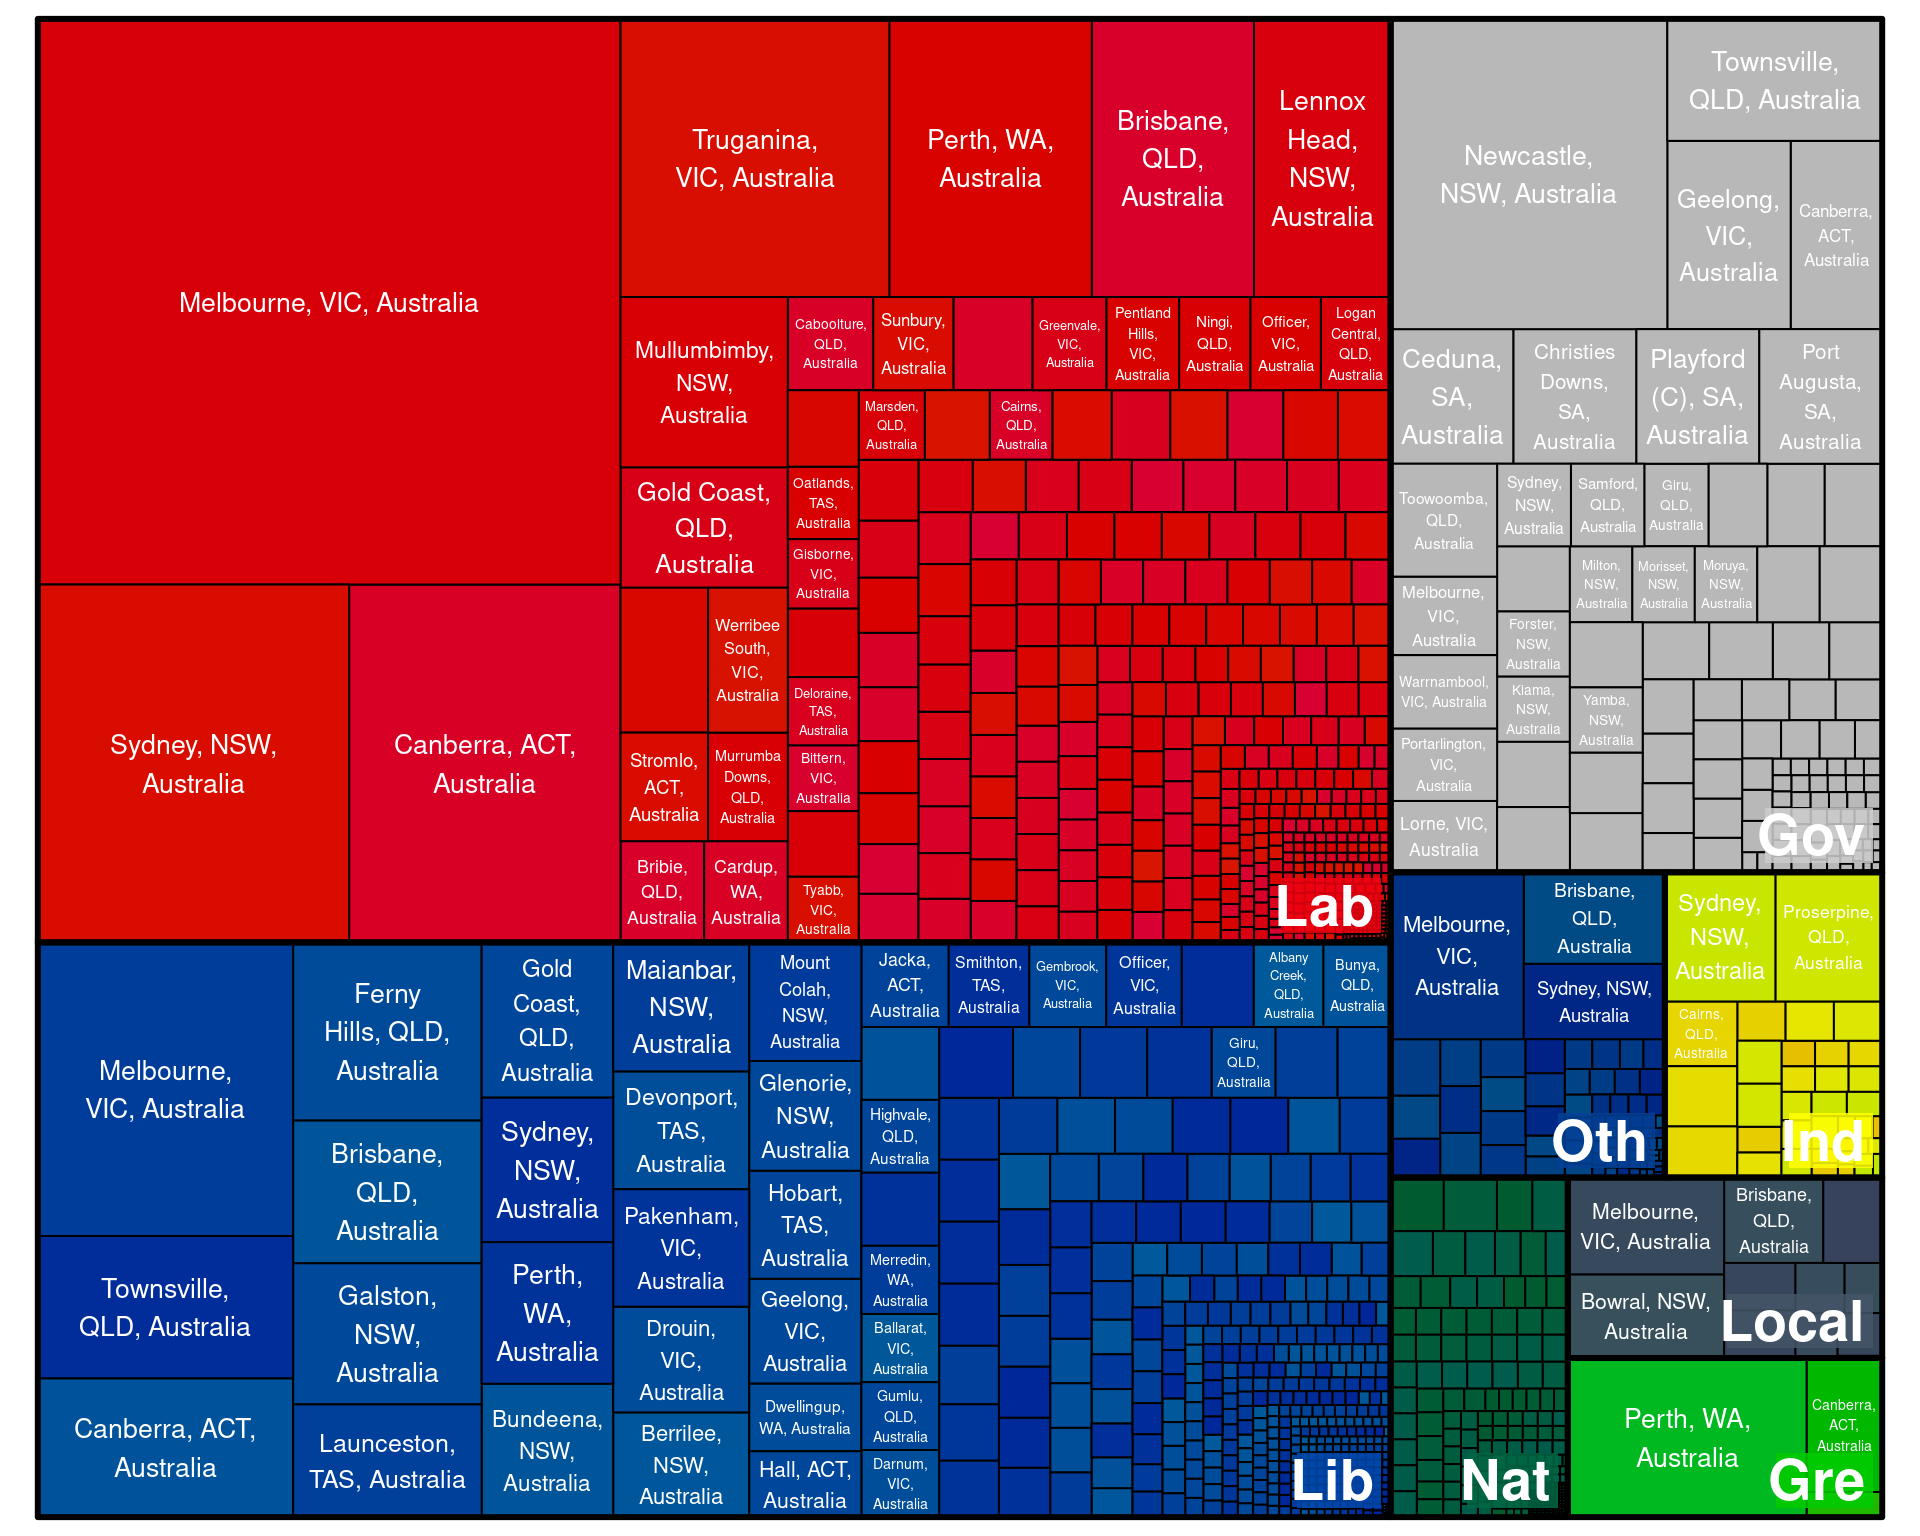 Melbourne, VIC, Australia
Sydney, NSW,
Australia
Canberra, ACT,
Australia
Truganina,
VIC, Australia
Perth, WA,
Australia
Brisbane,
QLD,
Australia
Lennox
Head,
NSW,
Australia
Mullumbimby,
NSW,
Australia
Gold Coast,
QLD,
Australia
Werribee
South,
VIC,
Australia
Stromlo,
ACT,
Australia
Murrumba
Downs,
QLD,
Australia
Bribie,
QLD,
Australia
Cardup,
WA,
Australia
Caboolture,
QLD,
Australia
Sunbury,
VIC,
Australia
Greenvale,
VIC,
Australia
Pentland
Hills,
VIC,
Australia
Ningi,
QLD,
Australia
Officer,
VIC,
Australia
Logan
Central,
QLD,
Australia
Marsden,
QLD,
Australia
Cairns,
QLD,
Australia
Oatlands,
TAS,
Australia
Gisborne,
VIC,
Australia
Deloraine,
TAS,
Australia
Bittern,
VIC,
Australia
Tyabb,
VIC,
Australia
Lab
Newcastle,
NSW, Australia
Townsville,
QLD, Australia
Geelong,
VIC,
Australia
Canberra,
ACT,
Australia
Ceduna,
SA,
Australia
Christies
Downs,
SA,
Australia
Playford
(C), SA,
Australia
Port
Augusta,
SA,
Australia
Toowoomba,
QLD,
Australia
Sydney,
NSW,
Australia
Samford,
QLD,
Australia
Giru,
QLD,
Australia
Melbourne,
VIC,
Australia
Milton,
NSW,
Australia
Morisset,
NSW,
Australia
Moruya,
NSW,
Australia
Forster,
NSW,
Australia
Warrnambool,
VIC, Australia
Kiama,
NSW,
Australia
Yamba,
NSW,
Australia
Portarlington,
VIC,
Australia
Lorne, VIC,
Australia
Gov
Melbourne,
VIC, Australia
Townsville,
QLD, Australia
Canberra, ACT,
Australia
Ferny
Hills, QLD,
Australia
Brisbane,
QLD,
Australia
Galston,
NSW,
Australia
Launceston,
TAS, Australia
Gold
Coast,
QLD,
Australia
Sydney,
NSW,
Australia
Perth,
WA,
Australia
Bundeena,
NSW,
Australia
Maianbar,
NSW,
Australia
Devonport,
TAS,
Australia
Pakenham,
VIC,
Australia
Drouin,
VIC,
Australia
Berrilee,
NSW,
Australia
Mount
Colah,
NSW,
Australia
Glenorie,
NSW,
Australia
Hobart,
TAS,
Australia
Geelong,
VIC,
Australia
Dwellingup,
WA, Australia
Hall, ACT,
Australia
Jacka,
ACT,
Australia
Smithton,
TAS,
Australia
Gembrook,
VIC,
Australia
Officer,
VIC,
Australia
Albany
Creek,
QLD,
Australia
Bunya,
QLD,
Australia
Giru,
QLD,
Australia
Highvale,
QLD,
Australia
Merredin,
WA,
Australia
Ballarat,
VIC,
Australia
Gumlu,
QLD,
Australia
Darnum,
VIC,
Australia
Lib
Melbourne,
VIC,
Australia
Brisbane,
QLD,
Australia
Sydney, NSW,
Australia
Oth
Sydney,
NSW,
Australia
Proserpine,
QLD,
Australia
Cairns,
QLD,
Australia
Ind
Nat
Melbourne,
VIC, Australia
Brisbane,
QLD,
Australia
Bowral, NSW,
Australia
Local
Perth, WA,
Australia
Canberra,
ACT,
Australia
Gre